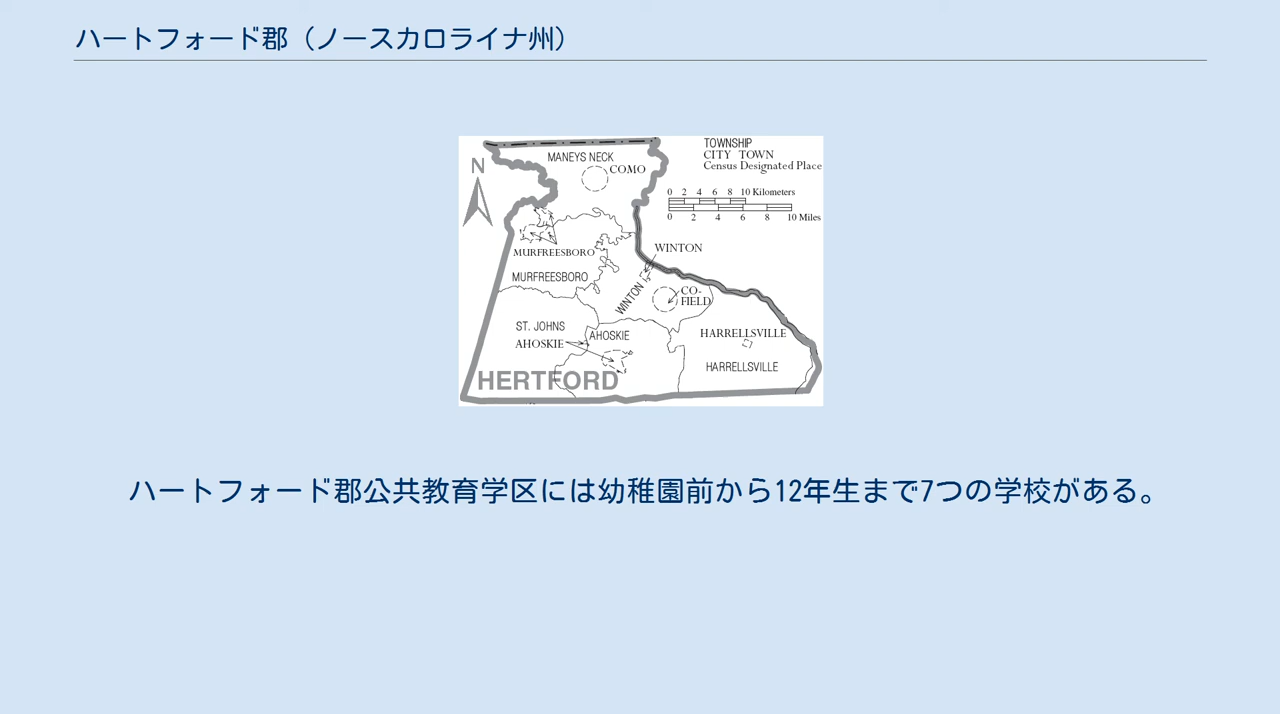 ハートフォード郡（ノースカロライナ州）
TOWNSHIP
CITY TOWN
Census Designated Place
N
MANEYS NECK
COMO
0 2 4 6 8 10 Kilometers
0 2 4 6 8 10 Miles
MURFREESBORO
WINTON
MURFREESBORO
WINTON
CO-
FIELD
ST. JOHNS
AHOSKIE
AHOSKIE
HARRELLSVILLE
HARRELLSVILLE
HERTFORD
ハートフォード郡公共教育学区には幼稚園前から12年生まで7つの学校がある。